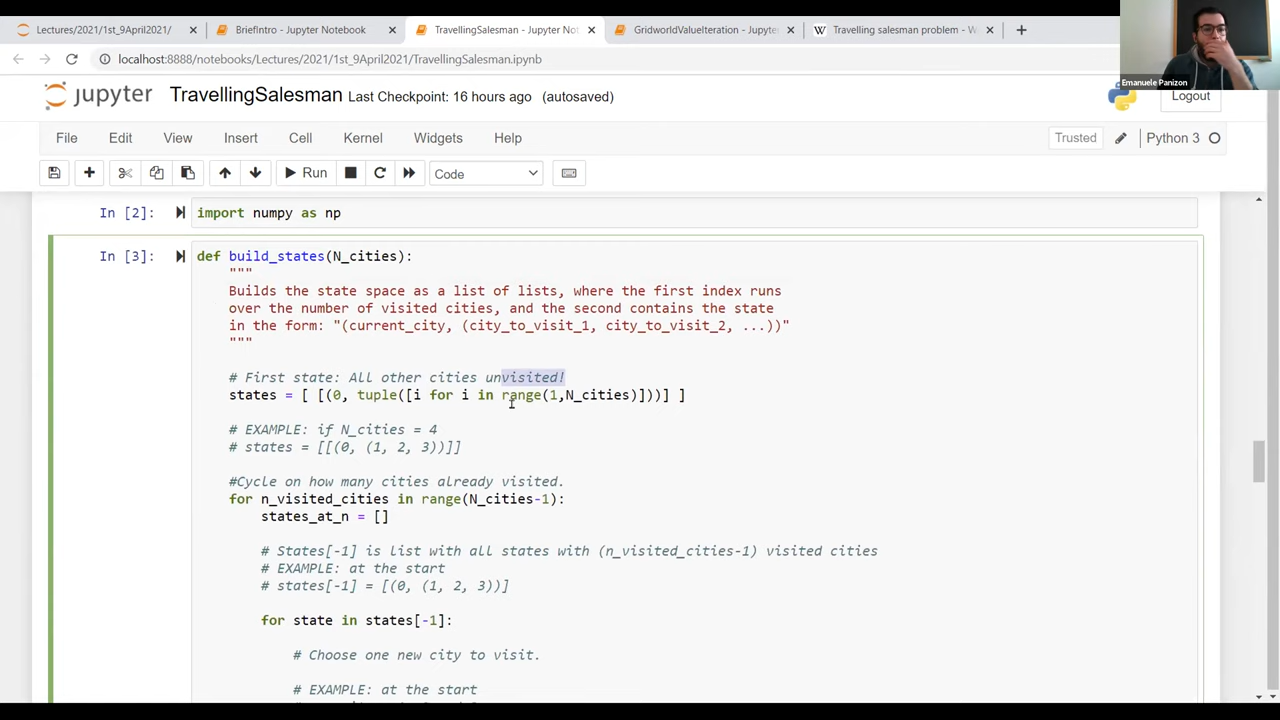 Lectures/2021/1st_9April2021/
BriefIntro - Jupyter Notebook
TravellingSalesman - Jupyter Not
GridworldValueIteration - Jupyte
Travelling salesman problem - W
localhost:8888/notebooks/Lectures/2021/1st_9April2021/TravellingSalesman.ipynb
Emanuele Panizon
jupyter TravellingSalesman Last Checkpoint: 16 hours ago (autosaved)
Logout
File Edit View Insert Cell Kernel Widgets Help
Trusted Python 3
Run Code
In [2]: import numpy as np
In [3]: def build_states(N_cities):
"""
Builds the state space as a list of lists, where the first index runs
over the number of visited cities, and the second contains the state
in the form: "(current_city, (city_to_visit_1, city_to_visit_2, ...))"
"""
# First state: All other cities unvisited!
states = [ [(0, tuple([i for i in range(1,N_cities)]))] ]
# EXAMPLE: if N_cities = 4
# states = [[(0, (1, 2, 3))]]
#Cycle on how many cities already visited.
for n_visited_cities in range(N_cities-1):
states_at_n = []
# States[-1] is list with all states with (n_visited_cities-1) visited cities
# EXAMPLE: at the start
# states[-1] = [(0, (1, 2, 3))]
for state in states[-1]:
# Choose one new city to visit.
# EXAMPLE: at the start